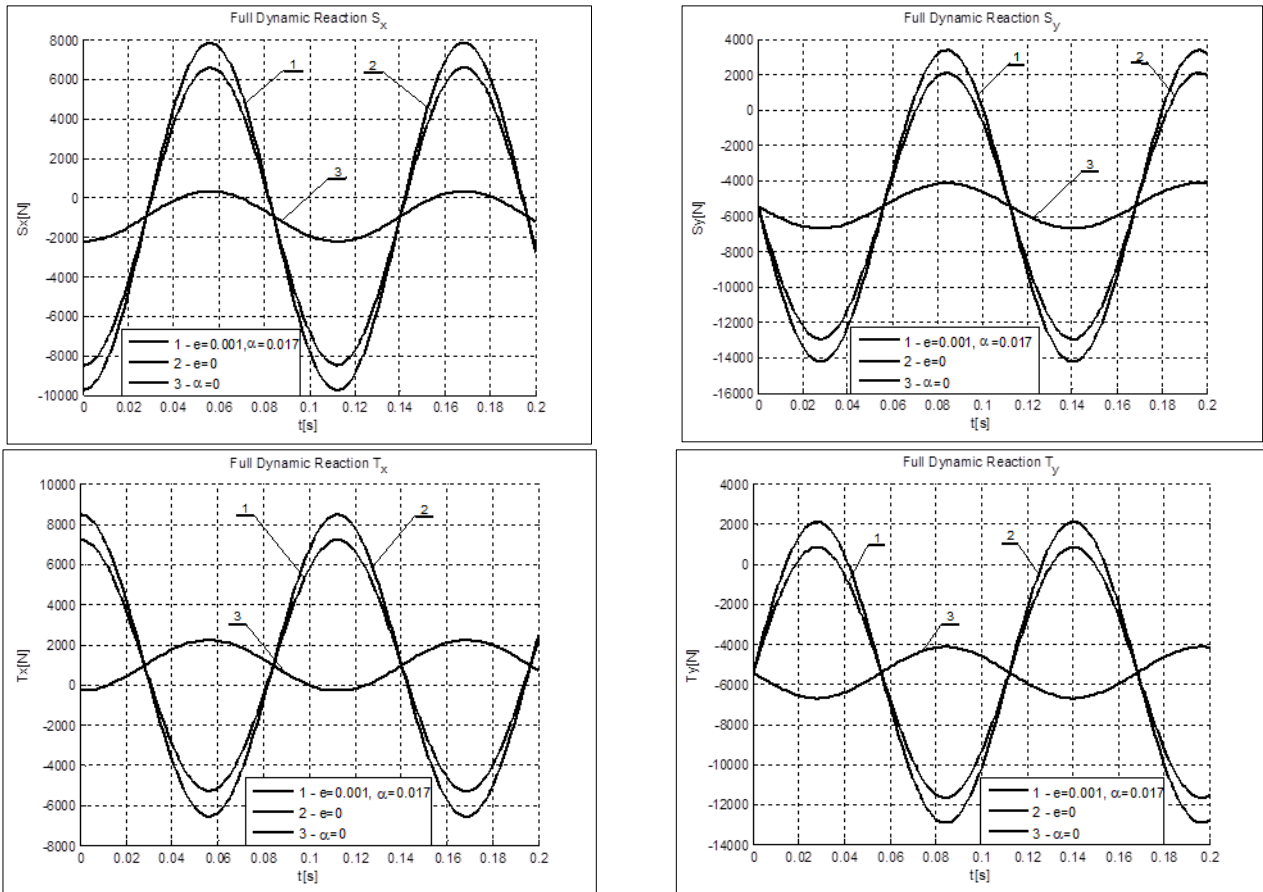 Full Dynamic Reaction Sx
8000
6000
4000
2000
0
-2000
-4000
-6000
-8000
-10000
Sx[N]
1
2
3
1 - e=0.001,α=0.017
2 - e=0
3 - α=0
0 0.02 0.04 0.06 0.08 0.1 0.12 0.14 0.16 0.18 0.2
t[s]
Full Dynamic Reaction Sy
4000
2000
0
-2000
-4000
-6000
-8000
-10000
-12000
-14000
-16000
Sy[N]
1
2
3
1 - e=0.001, α=0.017
2 - e=0
3 - α=0
0 0.02 0.04 0.06 0.08 0.1 0.12 0.14 0.16 0.18 0.2
t[s]
Full Dynamic Reaction Tx
10000
8000
6000
4000
2000
0
-2000
-4000
-6000
-8000
Tx[N]
1
2
3
1 - e=0.001, α=0.017
2 - e=0
3 - α=0
0 0.02 0.04 0.06 0.08 0.1 0.12 0.14 0.16 0.18 0.2
t[s]
Full Dynamic Reaction Ty
4000
2000
0
-2000
-4000
-6000
-8000
-10000
-12000
-14000
Ty[N]
1
2
3
1 - e=0.001, α=0.017
2 - e=0
3 - α=0
0 0.02 0.04 0.06 0.08 0.1 0.12 0.14 0.16 0.18 0.2
t[s]